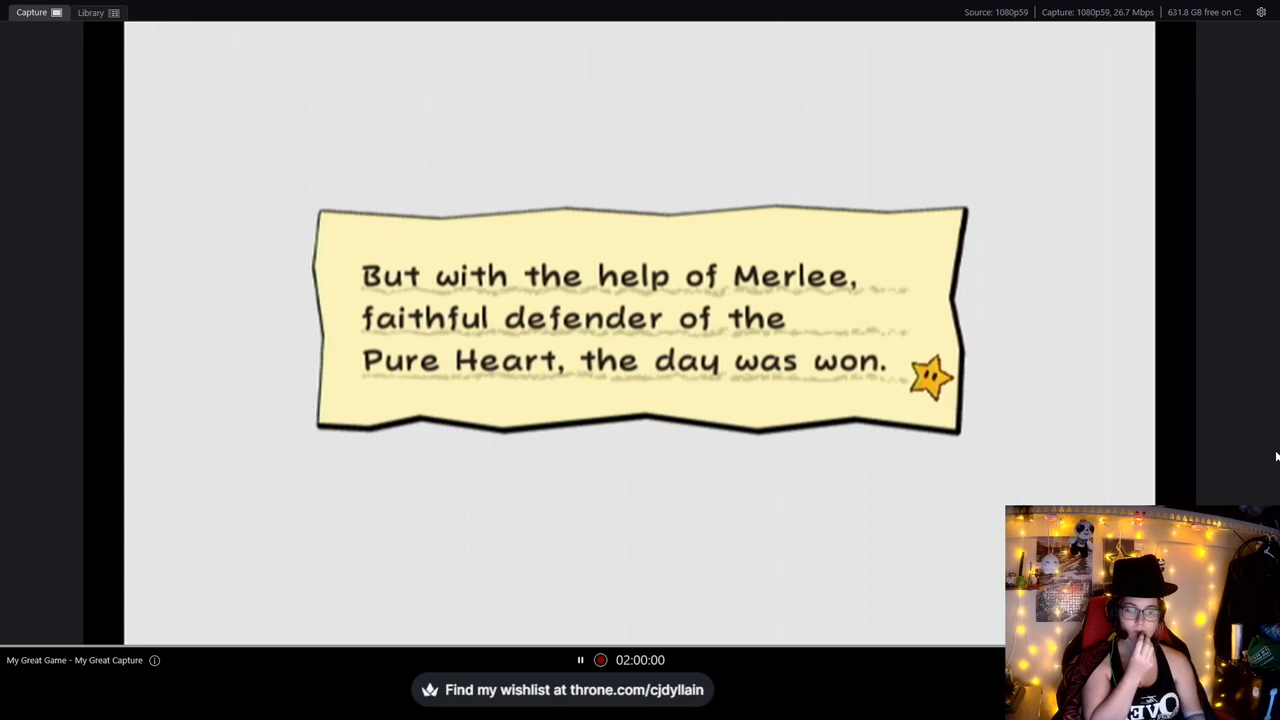 Capture
Library
Source: 1080p59
Capture: 1080p59, 26.7 Mbps
631.8 GB free on C:
But with the help of Merlee,
faithful defender of the
Pure Heart, the day was won.
My Great Game - My Great Capture
02:00:00
Find my wishlist at throne.com/cjdyllain